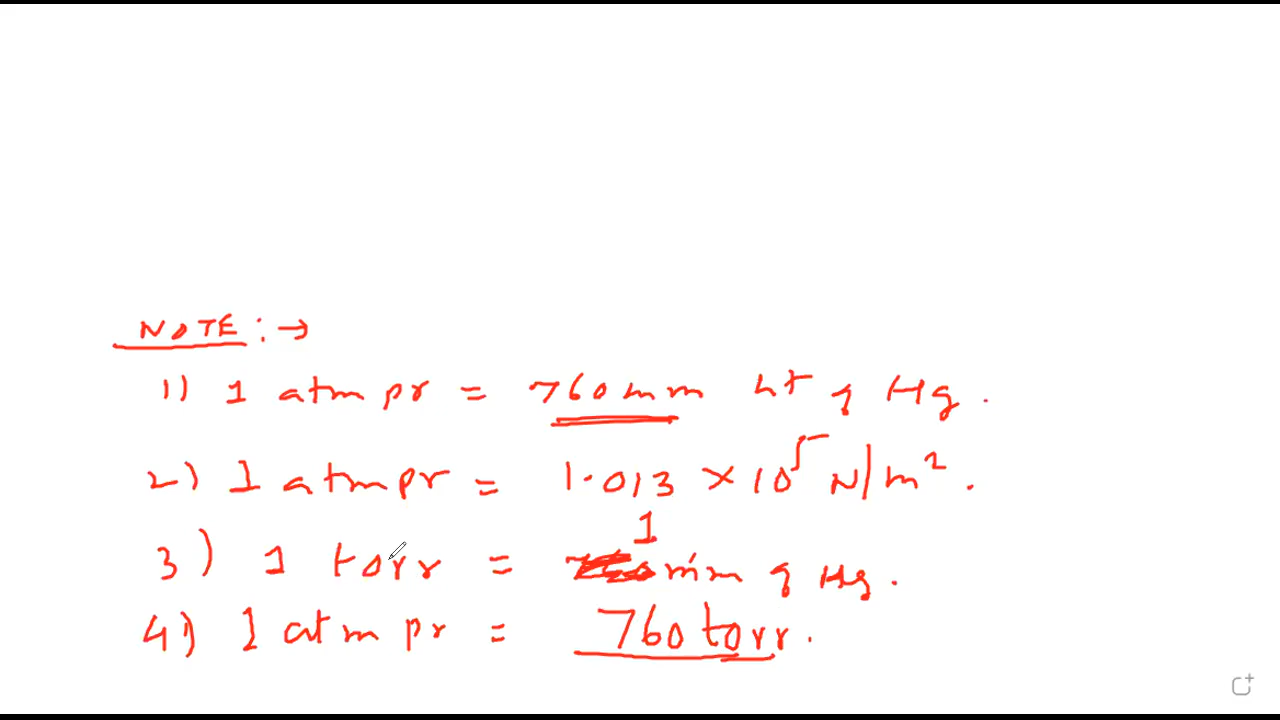 NOTE :→
1) 1 atm pr = 760 mm ht of Hg.
2) 1 atm pr = 1.013 × 10⁵ N/m².
3) 1 torr = 1 mm of Hg.
4) 1 atm pr = 760 torr.